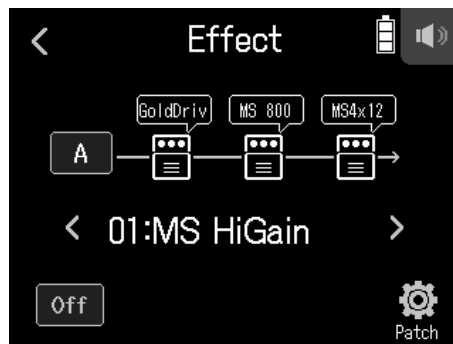 Effect
GoldDriv MS 800 MS4x12
A
01:MS HiGain
Off
Patch